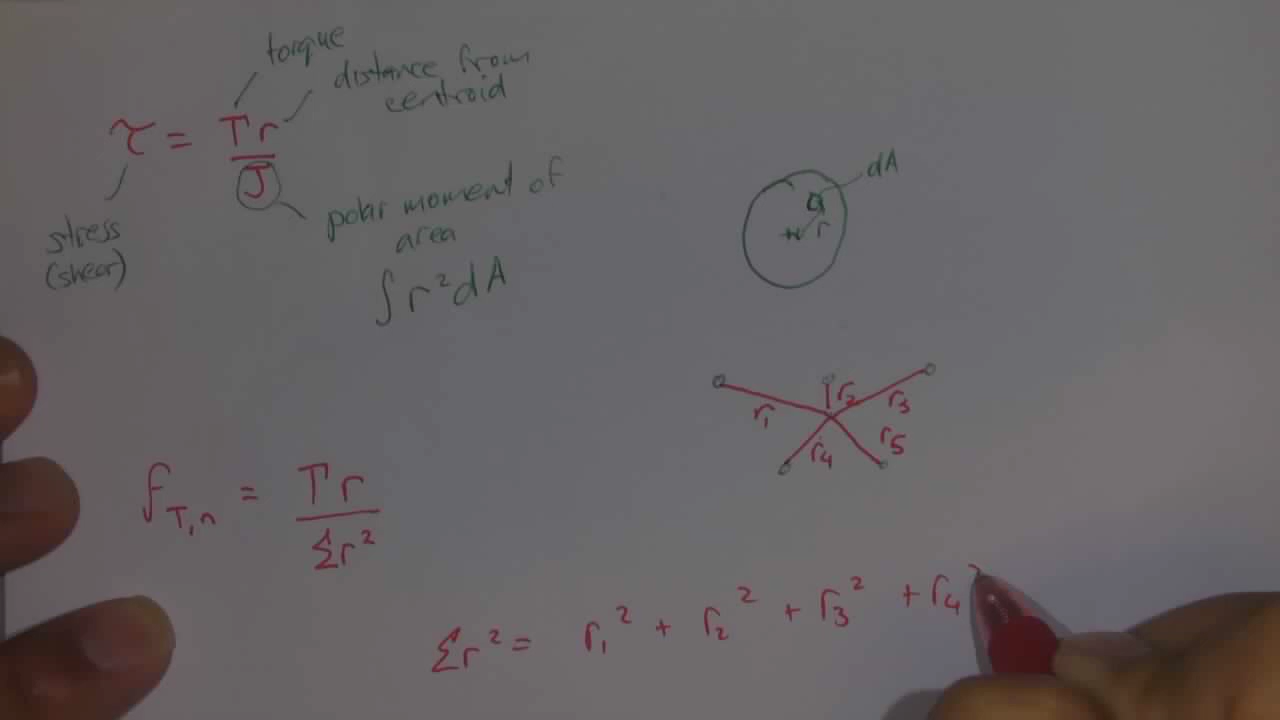 torque
distance from
centroid
τ = Tr
J
stress
(shear)
polar moment of
area
∫r²dA
dA
r
r₁
r₂
r₃
r₄
r₅
f_T,n = Tr
Σr²
Σr² = r₁² + r₂² + r₃² + r₄²